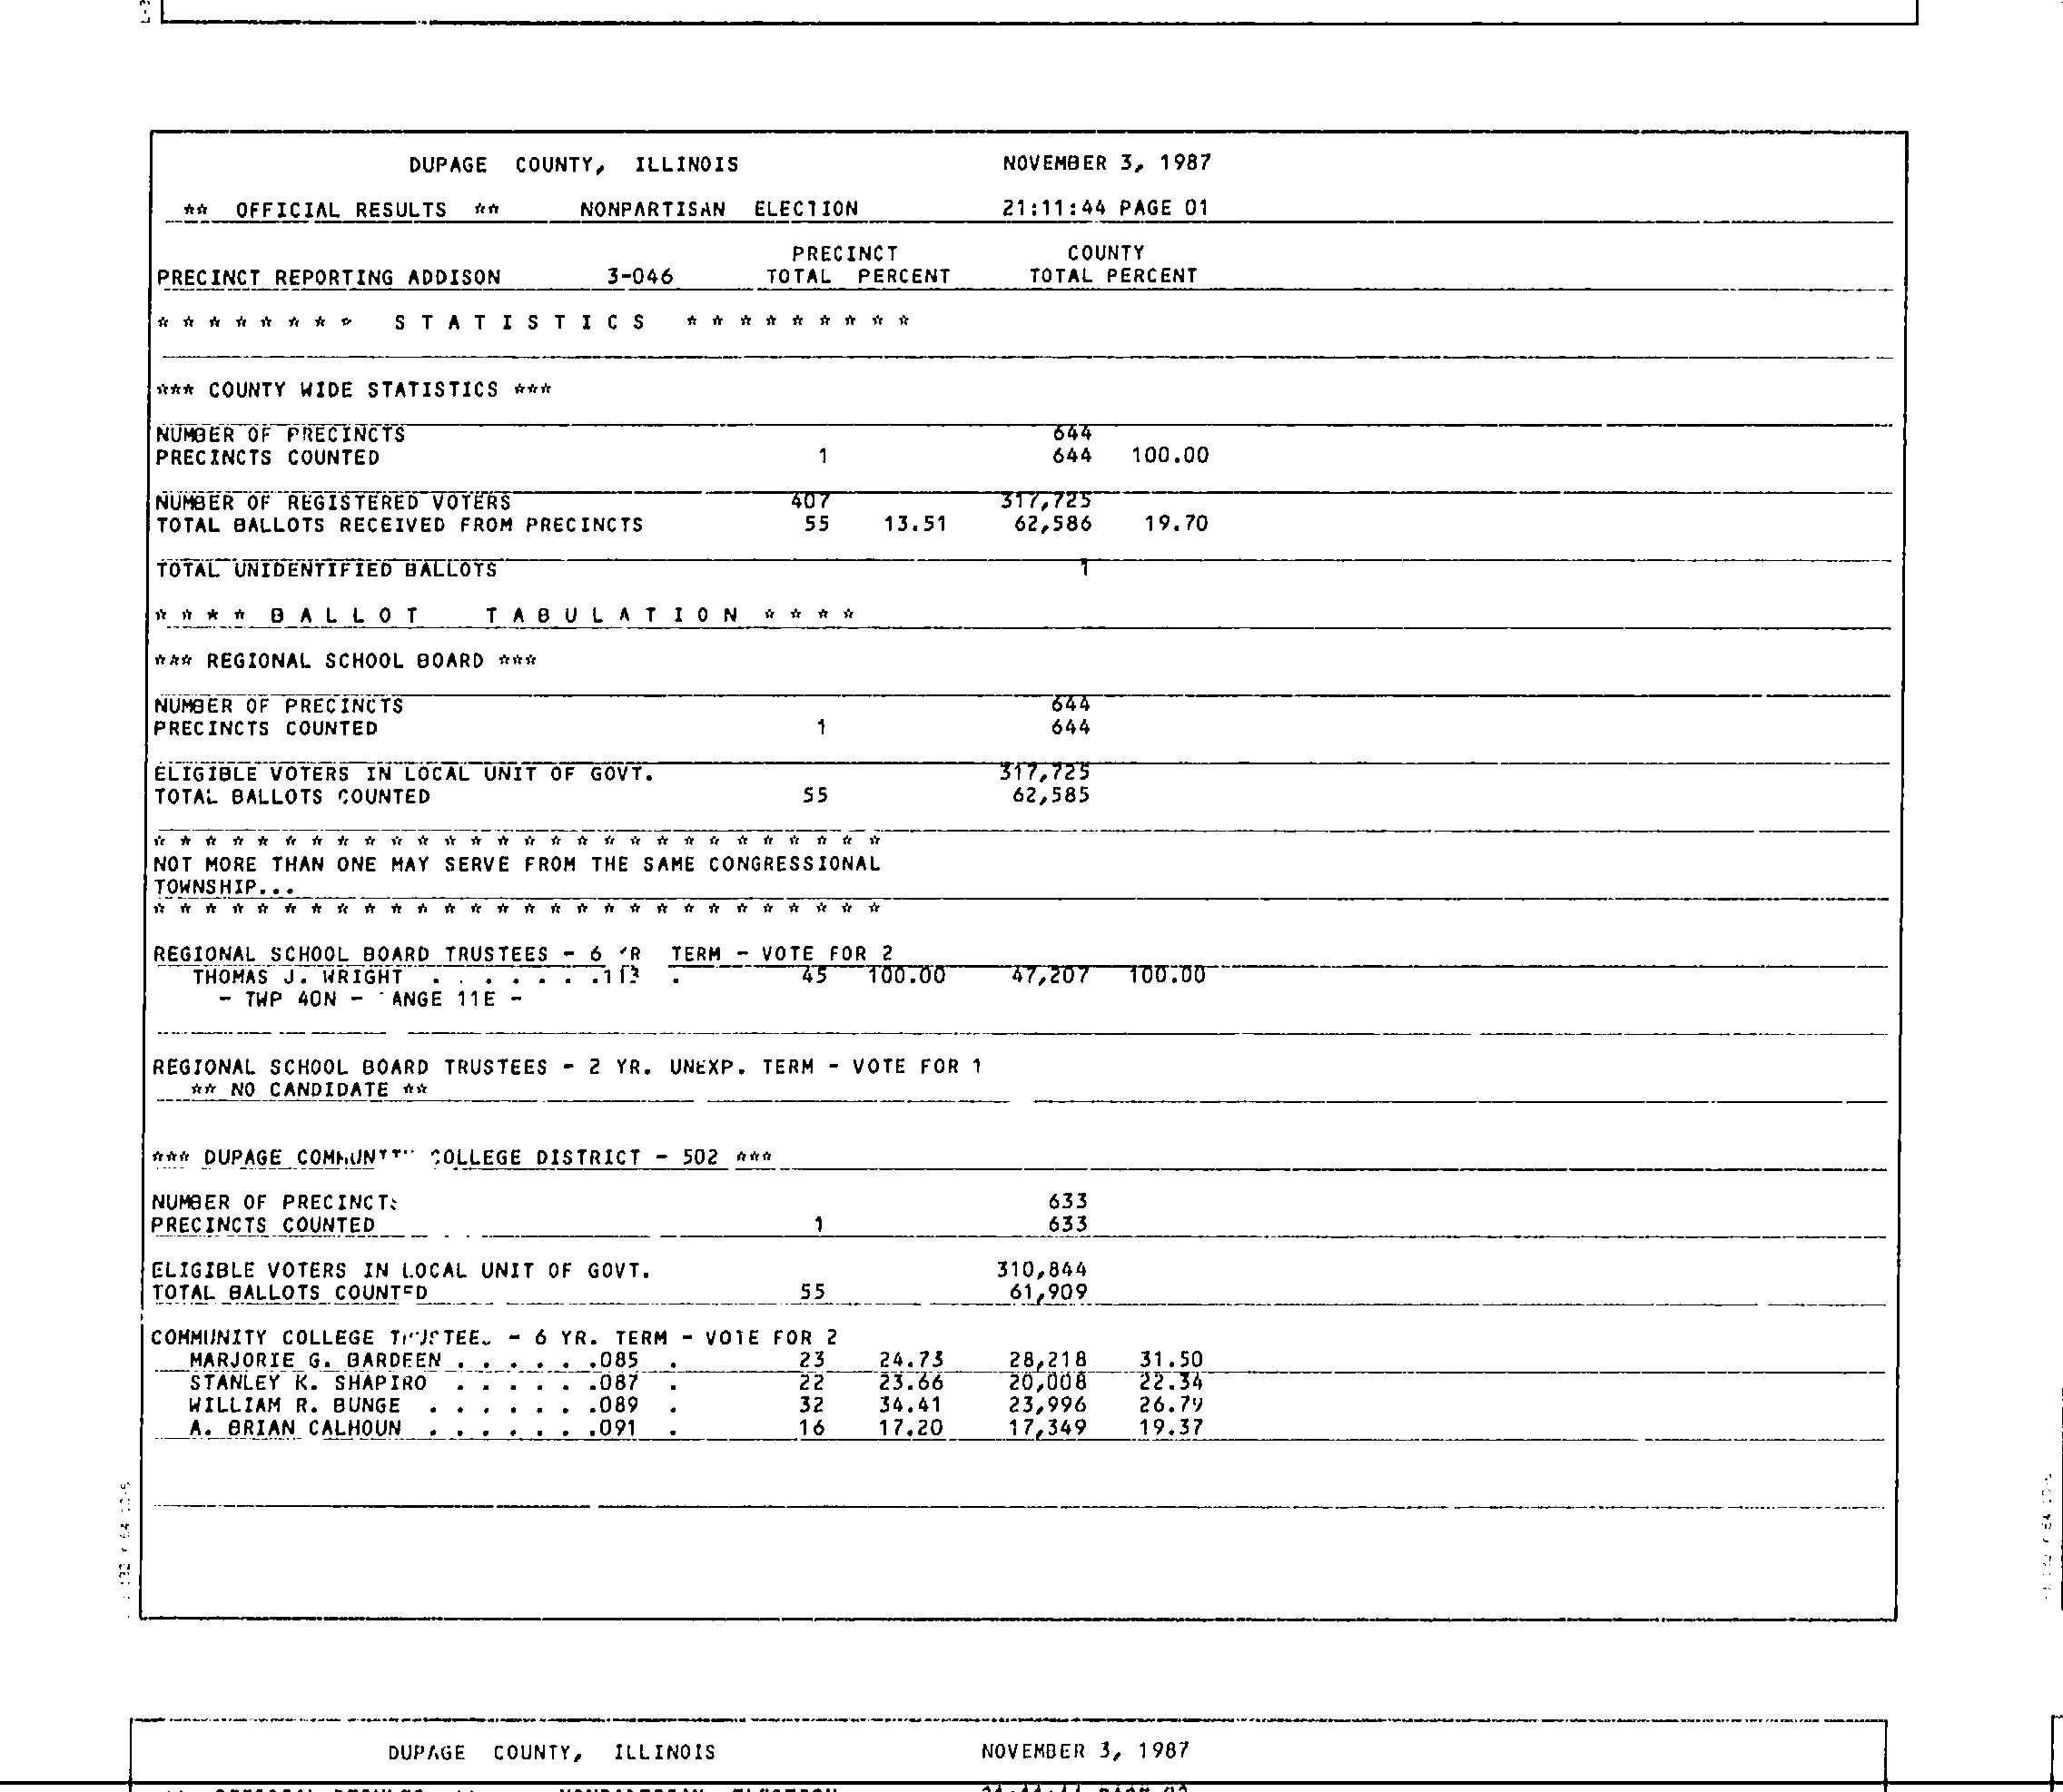 DUPAGE COUNTY, ILLINOIS NOVEMBER 3, 1987
** OFFICIAL RESULTS ** NONPARTISAN ELECTION 21:11:44 PAGE 01
PRECINCT COUNTY
PRECINCT REPORTING ADDISON 3-046 TOTAL PERCENT TOTAL PERCENT
* * * * * * * * S T A T I S T I C S * * * * * * * * *
*** COUNTY WIDE STATISTICS ***
NUMBER OF PRECINCTS 644
PRECINCTS COUNTED 1 644 100.00
NUMBER OF REGISTERED VOTERS 407 317,725
TOTAL BALLOTS RECEIVED FROM PRECINCTS 55 13.51 62,586 19.70
TOTAL UNIDENTIFIED BALLOTS 1
* * * * B A L L O T T A B U L A T I O N * * * *
*** REGIONAL SCHOOL BOARD ***
NUMBER OF PRECINCTS 644
PRECINCTS COUNTED 1 644
ELIGIBLE VOTERS IN LOCAL UNIT OF GOVT. 317,725
TOTAL BALLOTS COUNTED 55 62,585
* * * * * * * * * * * * * * * * * * * * * * * * * * * *
NOT MORE THAN ONE MAY SERVE FROM THE SAME CONGRESSIONAL
TOWNSHIP...
* * * * * * * * * * * * * * * * * * * * * * * * * * * *
REGIONAL SCHOOL BOARD TRUSTEES - 6 YR TERM - VOTE FOR 2
THOMAS J. WRIGHT . . . . . . .113 . 45 100.00 47,207 100.00
- TWP 40N - RANGE 11E -
REGIONAL SCHOOL BOARD TRUSTEES - 2 YR. UNEXP. TERM - VOTE FOR 1
** NO CANDIDATE **
*** DUPAGE COMMUNITY COLLEGE DISTRICT - 502 ***
NUMBER OF PRECINCTS 633
PRECINCTS COUNTED 1 633
ELIGIBLE VOTERS IN LOCAL UNIT OF GOVT. 310,844
TOTAL BALLOTS COUNTED 55 61,909
COMMUNITY COLLEGE TRUSTEES - 6 YR. TERM - VOTE FOR 2
MARJORIE G. BARDEEN . . . . . .085 . 23 24.73 28,218 31.50
STANLEY K. SHAPIRO . . . . . .087 . 22 23.66 20,008 22.34
WILLIAM R. BUNGE . . . . . . .089 . 32 34.41 23,996 26.79
A. BRIAN CALHOUN . . . . . . .091 . 16 17.20 17,349 19.37
DUPAGE COUNTY, ILLINOIS NOVEMBER 3, 1987